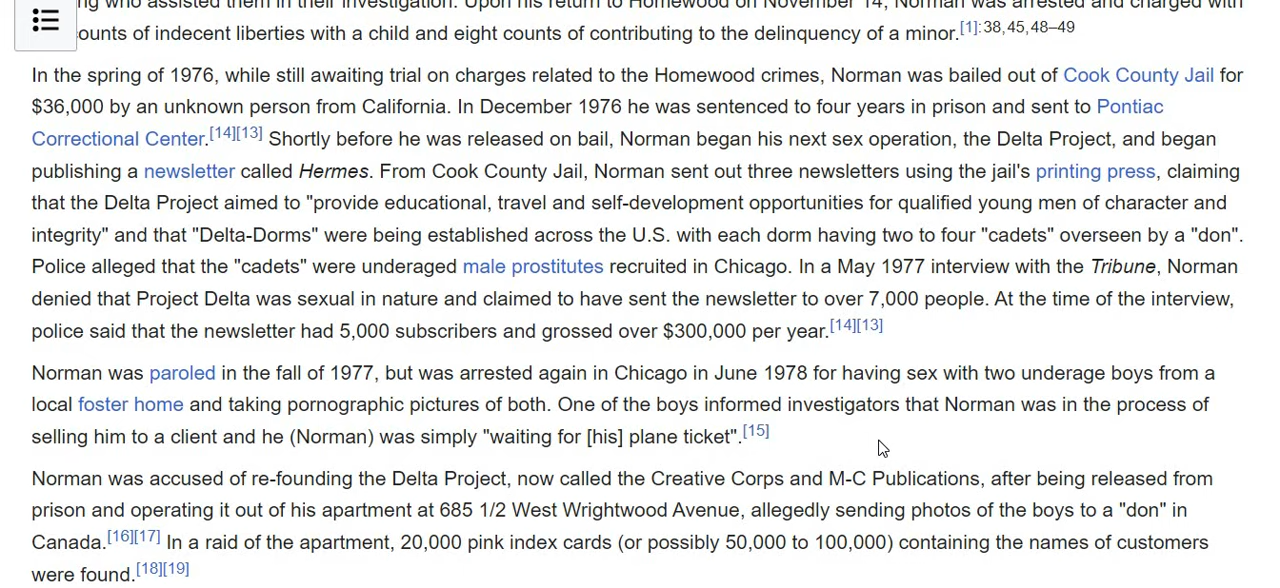 ng who assisted them in their investigation. Upon his return to Homewood on November 14, Norman was arrested and charged with
ounts of indecent liberties with a child and eight counts of contributing to the delinquency of a minor.[1]:38,45,48–49
In the spring of 1976, while still awaiting trial on charges related to the Homewood crimes, Norman was bailed out of Cook County Jail for
$36,000 by an unknown person from California. In December 1976 he was sentenced to four years in prison and sent to Pontiac
Correctional Center.[14][13] Shortly before he was released on bail, Norman began his next sex operation, the Delta Project, and began
publishing a newsletter called Hermes. From Cook County Jail, Norman sent out three newsletters using the jail's printing press, claiming
that the Delta Project aimed to "provide educational, travel and self-development opportunities for qualified young men of character and
integrity" and that "Delta-Dorms" were being established across the U.S. with each dorm having two to four "cadets" overseen by a "don".
Police alleged that the "cadets" were underaged male prostitutes recruited in Chicago. In a May 1977 interview with the Tribune, Norman
denied that Project Delta was sexual in nature and claimed to have sent the newsletter to over 7,000 people. At the time of the interview,
police said that the newsletter had 5,000 subscribers and grossed over $300,000 per year.[14][13]
Norman was paroled in the fall of 1977, but was arrested again in Chicago in June 1978 for having sex with two underage boys from a
local foster home and taking pornographic pictures of both. One of the boys informed investigators that Norman was in the process of
selling him to a client and he (Norman) was simply "waiting for [his] plane ticket".[15]
Norman was accused of re-founding the Delta Project, now called the Creative Corps and M-C Publications, after being released from
prison and operating it out of his apartment at 685 1/2 West Wrightwood Avenue, allegedly sending photos of the boys to a "don" in
Canada.[16][17] In a raid of the apartment, 20,000 pink index cards (or possibly 50,000 to 100,000) containing the names of customers
were found.[18][19]